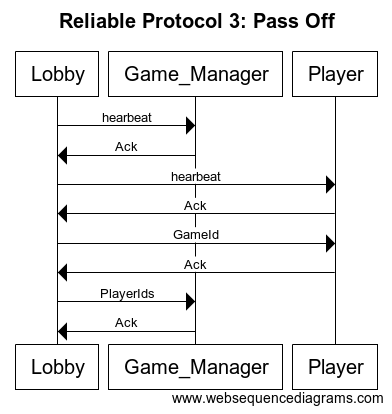 Reliable Protocol 3: Pass Off
Lobby Game_Manager Player
hearbeat
Ack
hearbeat
Ack
GameId
Ack
PlayerIds
Ack
Lobby Game_Manager Player
www.websequencediagrams.com